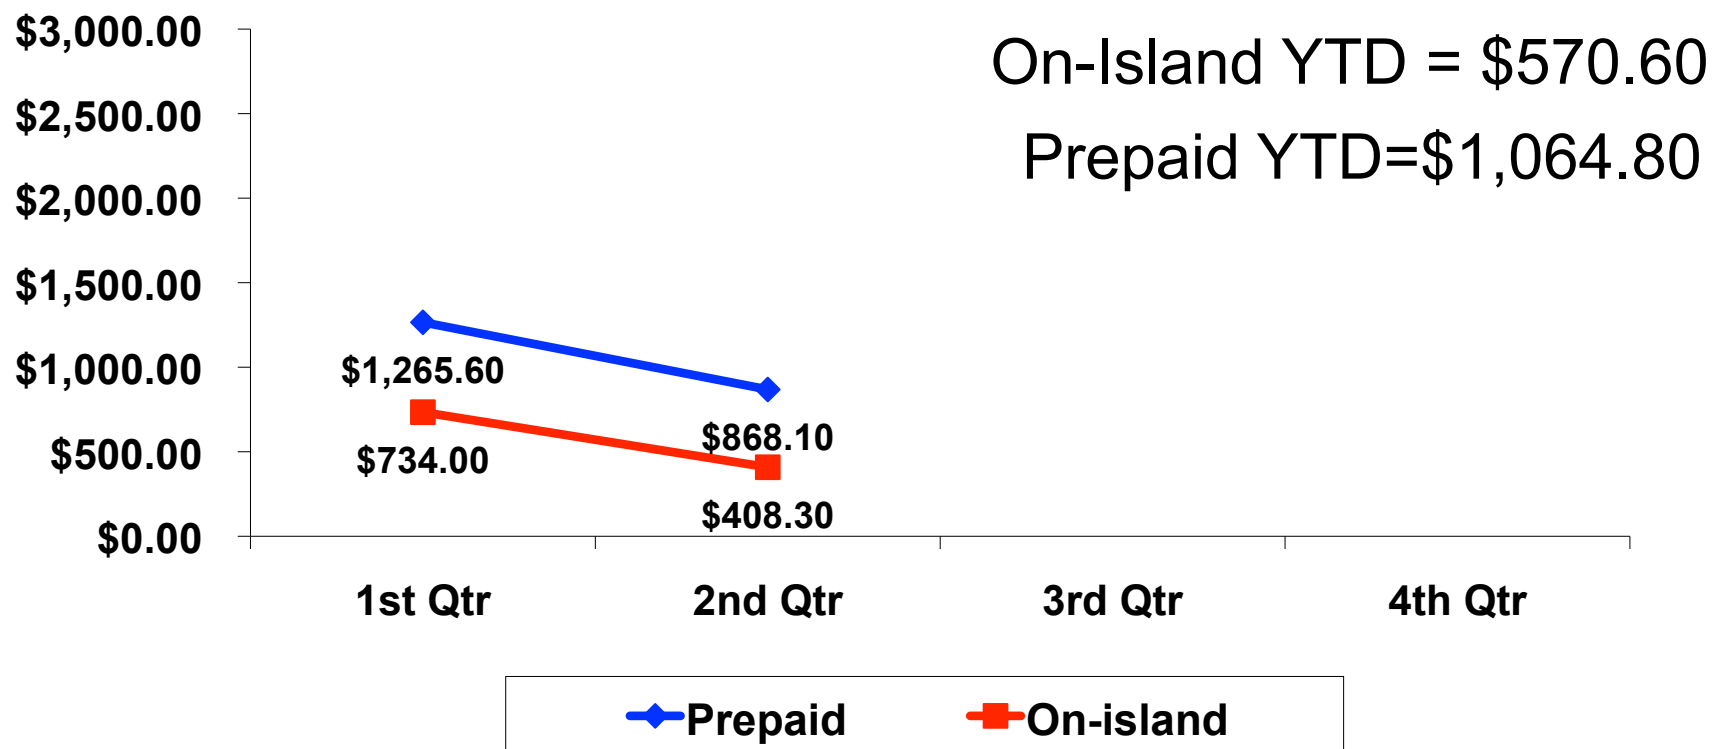 On-Island YTD = $570.60
Prepaid YTD=$1,064.80
$3,000.00
$2,500.00
$2,000.00
$1,500.00
$1,000.00
$500.00
$0.00
$1,265.60
$868.10
$734.00
$408.30
1st Qtr 2nd Qtr 3rd Qtr 4th Qtr
Prepaid On-island